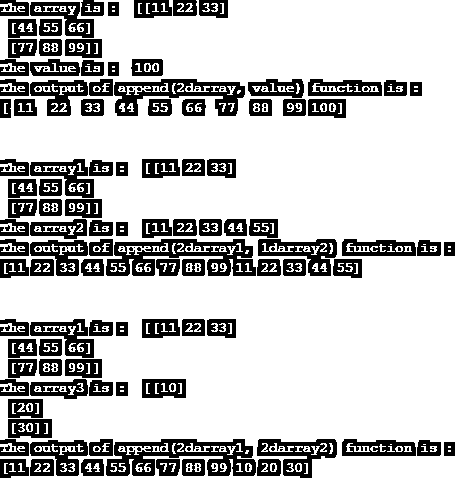 The array is :  [[11 22 33]
 [44 55 66]
 [77 88 99]]
The value is :  100
The output of append(2darray, value) function is :
[ 11  22  33  44  55  66  77  88  99 100]
The array1 is :  [[11 22 33]
 [44 55 66]
 [77 88 99]]
The array2 is :  [11 22 33 44 55]
The output of append(2darray1, 1darray2) function is :
[11 22 33 44 55 66 77 88 99 11 22 33 44 55]
The array1 is :  [[11 22 33]
 [44 55 66]
 [77 88 99]]
The array3 is :  [[10]
 [20]
 [30]]
The output of append(2darray1, 2darray2) function is :
[11 22 33 44 55 66 77 88 99 10 20 30]